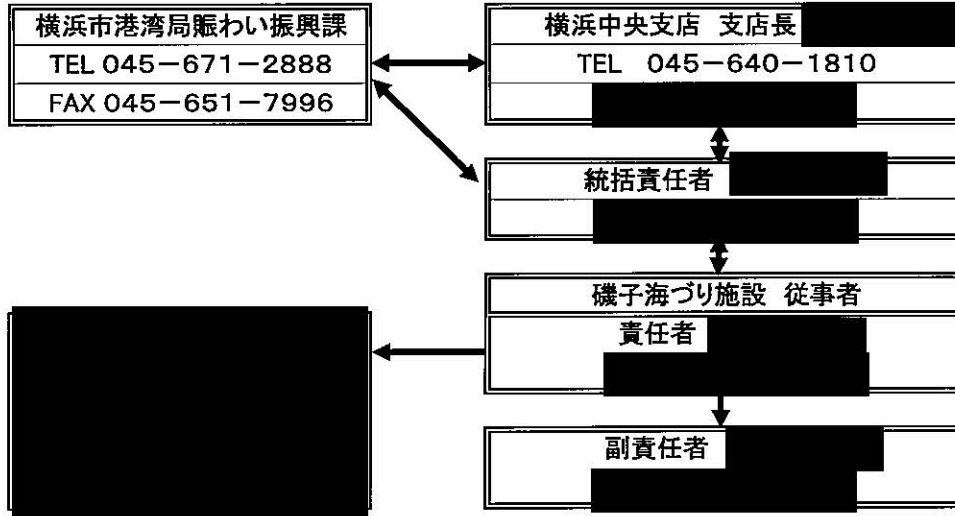 横浜市港湾局賑わい振興課
TEL 045-671-2888
FAX 045-651-7996
横浜中央支店 支店長
TEL 045-640-1810
統括責任者
磯子海づり施設 従事者
責任者
副責任者